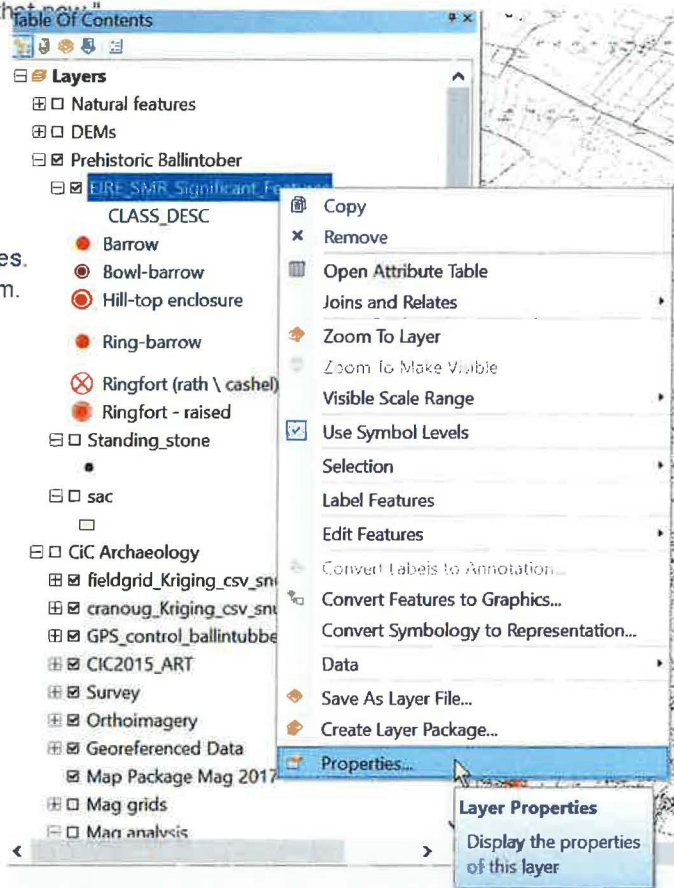 that now."
Table Of Contents
Layers
Natural features
DEMs
Prehistoric Ballintober
EIRE_SMR_Significant_Features
CLASS_DESC
es.
Barrow
Bowl-barrow
m.
Hill-top enclosure
Ring-barrow
Ringfort (rath \ cashel)
Ringfort - raised
Standing_stone
sac
CiC Archaeology
fieldgrid_Kriging_csv_sn
cranoug_Kriging_csv_sn
GPS_control_ballintubbe
CIC2015_ART
Survey
Orthoimagery
Georeferenced Data
Map Package Mag 2017
Mag grids
Mag analysis
Copy
Remove
Open Attribute Table
Joins and Relates
Zoom To Layer
Zoom To Make Visible
Visible Scale Range
Use Symbol Levels
Selection
Label Features
Edit Features
Convert Labels to Annotation...
Convert Features to Graphics...
Convert Symbology to Representation...
Data
Save As Layer File...
Create Layer Package...
Properties...
Layer Properties
Display the properties
of this layer